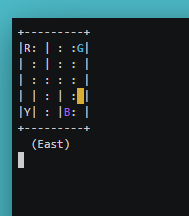 +---------+
|R: | : :G|
| : | : : |
| : : : : |
| | : | : |
|Y| : |B: |
+---------+
  (East)